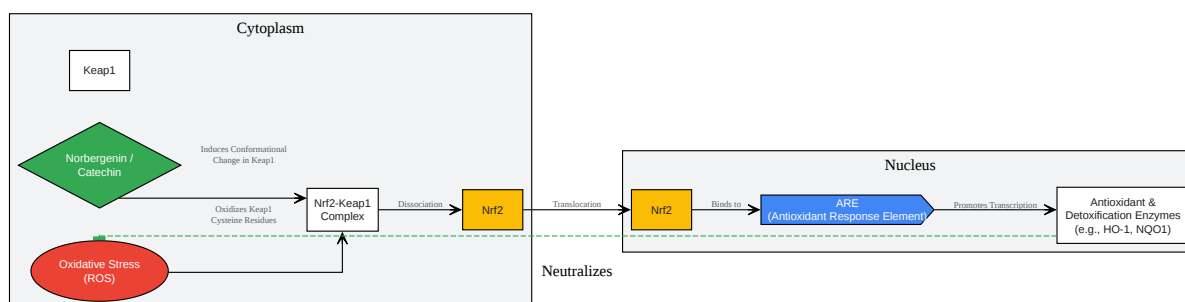 Cytoplasm
Keap1
Norbergenin /
Catechin
Induces Conformational
Change in Keap1
Oxidizes Keap1
Cysteine Residues
Oxidative Stress
(ROS)
Nrf2-Keap1
Complex
Dissociation
Nrf2
Translocation
Neutralizes
Nucleus
Nrf2
Binds to
ARE
(Antioxidant Response Element)
Promotes Transcription
Antioxidant &
Detoxification Enzymes
(e.g., HO-1, NQO1)